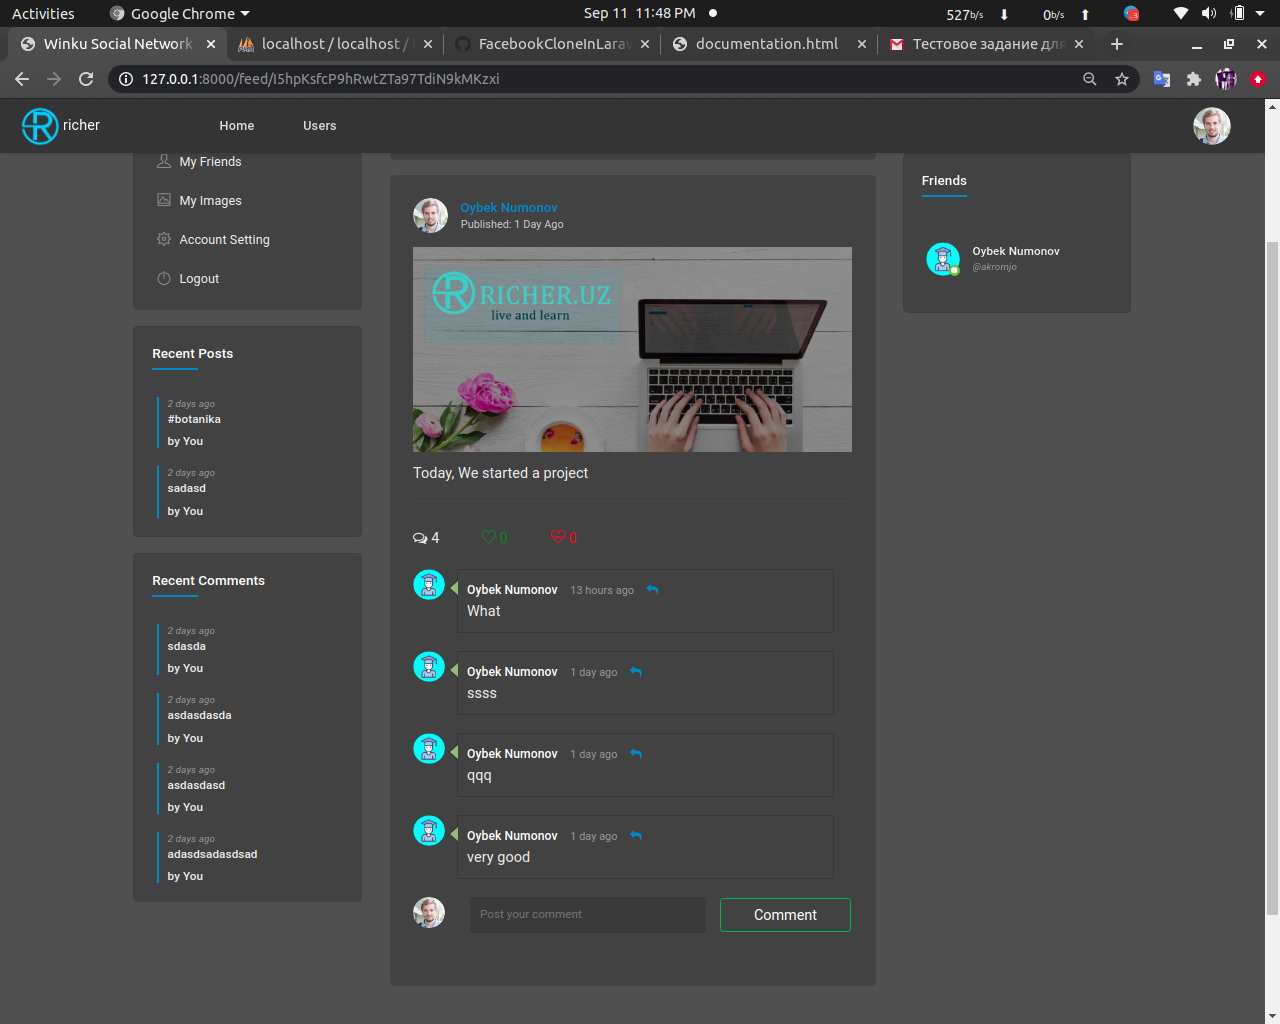 Activities
Google Chrome
Sep 11 11:48 PM
527b/s
0b/s
Winku Social Network
localhost / localhost /
FacebookCloneInLarav
documentation.html
Тестовое задание для
127.0.0.1:8000/feed/I5hpKsfcP9hRwtZTa97TdiN9kMKzxi
richer
Home
Users
My Friends
My Images
Account Setting
Logout
Recent Posts
2 days ago
#botanika
by You
2 days ago
sadasd
by You
Recent Comments
2 days ago
sdasda
by You
2 days ago
asdasdasda
by You
2 days ago
asdasdasd
by You
2 days ago
adasdsadasdsad
by You
Oybek Numonov
Published: 1 Day Ago
RICHER.UZ
live and learn
Today, We started a project
4
0
0
Oybek Numonov 13 hours ago
What
Oybek Numonov 1 day ago
ssss
Oybek Numonov 1 day ago
qqq
Oybek Numonov 1 day ago
very good
Post your comment
Comment
Friends
Oybek Numonov
@akromjo